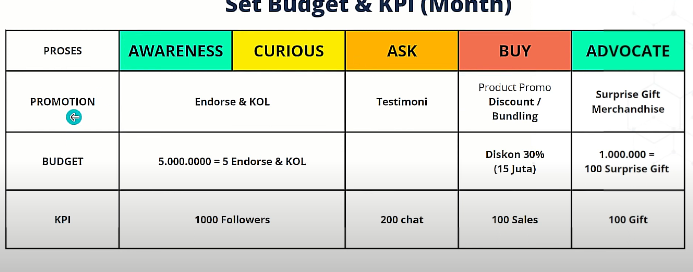 Set Budget & KPI (Month)
PROSES
AWARENESS
CURIOUS
ASK
BUY
ADVOCATE
PROMOTION
Endorse & KOL
Testimoni
Product Promo
Discount /
Bundling
Surprise Gift
Merchandhise
BUDGET
5.000.0000 = 5 Endorse & KOL
Diskon 30%
(15 Juta)
1.000.000 =
100 Surprise Gift
KPI
1000 Followers
200 chat
100 Sales
100 Gift